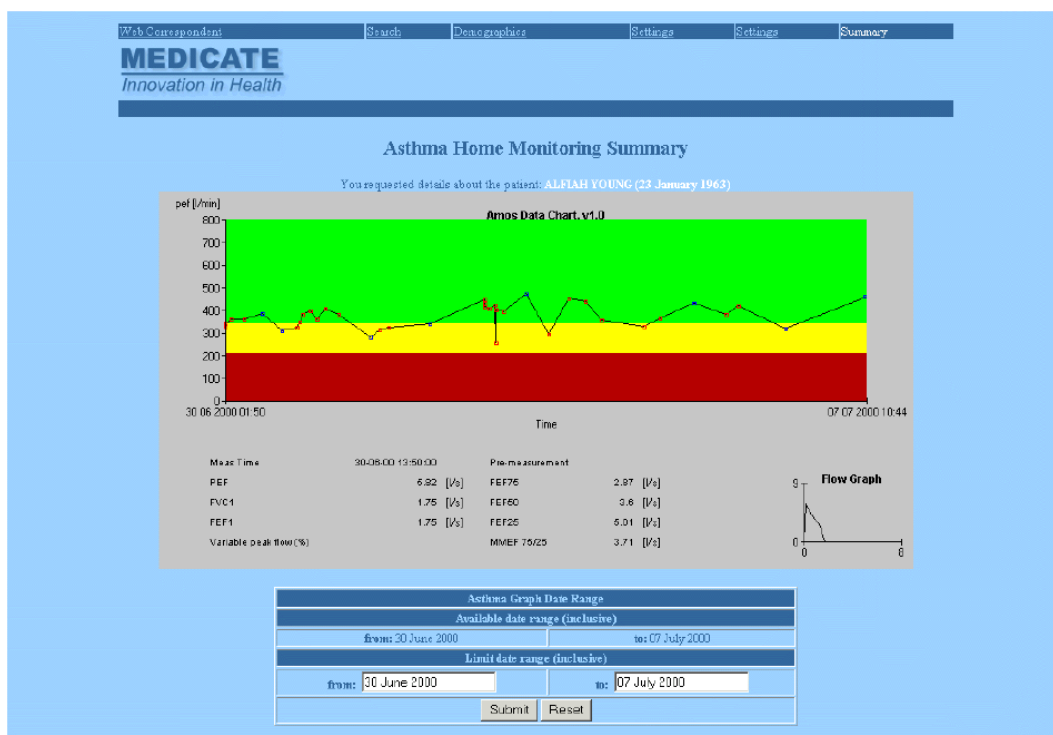 Web Correspondent Search Demographics Settings Settings Summary
MEDICATE
Innovation in Health
Asthma Home Monitoring Summary
You requested details about the patient: ALFIAH YOUNG (23 January 1963)
pef [l/min]
Amos Data Chart, v1.0
800
700
600
500
400
300
200
100
0
30 06 2000 01:50 07 07 2000 10:44
Time
Meas Time 30-06-00 13:50:00 Pre-measurement
PEF 5.82 [l/s] FEF75 2.87 [l/s]
FVC1 1.75 [l/s] FEF50 3.6 [l/s]
FEF1 1.75 [l/s] FEF25 5.01 [l/s]
Variable peak flow (%) MMEF 75/25 3.71 [l/s]
Flow Graph
9
0
0 8
Asthma Graph Date Range
Available date range (inclusive)
from: 30 June 2000 to: 07 July 2000
Limit date range (inclusive)
from: 30 June 2000 to: 07 July 2000
Submit Reset